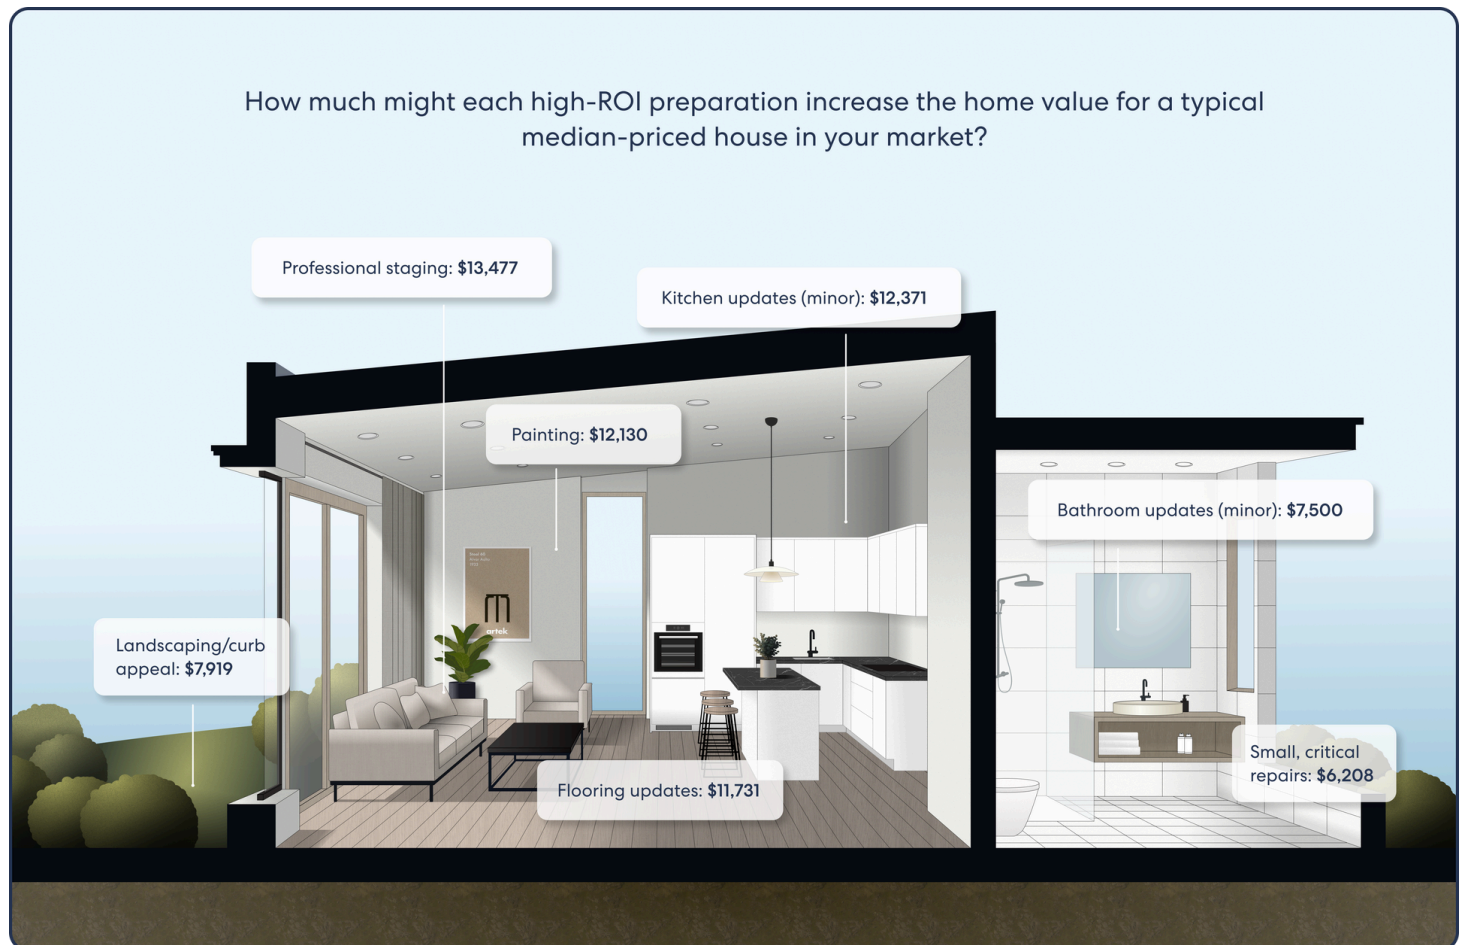 How much might each high-ROI preparation increase the home value for a typical
median-priced house in your market?
Professional staging: $13,477
Kitchen updates (minor): $12,371
Painting: $12,130
Bathroom updates (minor): $7,500
artek
Landscaping/curb
appeal: $7,919
Flooring updates: $11,731
Small, critical
repairs: $6,208